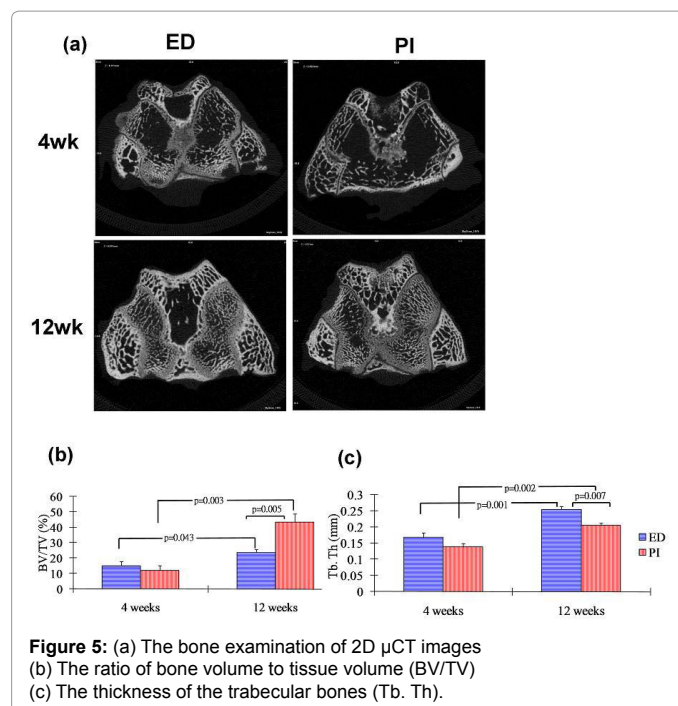 (a)
ED
PI
4wk
12wk
(b)
BV/TV (%)
60
50
40
30
20
10
0
p=0.003
p=0.005
p=0.043
4 weeks
12 weeks
(c)
Tb. Th (mm)
0.3
0.25
0.2
0.15
0.1
0.05
0
p=0.002
p=0.001
p=0.007
4 weeks
12 weeks
ED
PI
Figure 5: (a) The bone examination of 2D µCT images
(b) The ratio of bone volume to tissue volume (BV/TV)
(c) The thickness of the trabecular bones (Tb. Th).